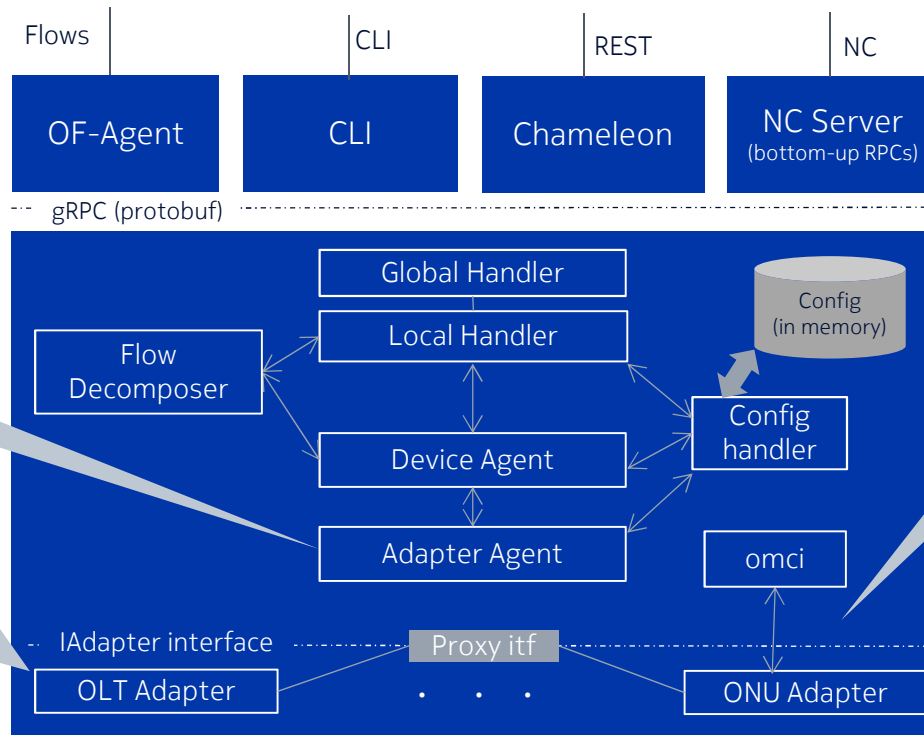 Flows
CLI
REST
NC
OF-Agent
CLI
Chameleon
NC Server
(bottom-up RPCs)
gRPC (protobuf)
Global Handler
Config
(in memory)
Local Handler
Flow
Decomposer
Config
handler
Device Agent
Adapter Agent
omci
IAdapter interface
Proxy itf
OLT Adapter
. . .
ONU Adapter